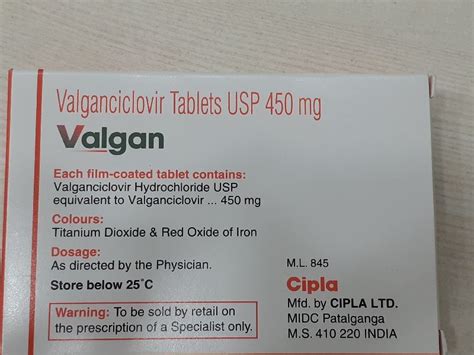 Valganciclovir Tablets USP 450 mg
Valgan
Each film-coated tablet contains:
Valganciclovir Hydrochloride USP
equivalent to Valganciclovir ... 450 mg
Colours:
Titanium Dioxide & Red Oxide of Iron
Dosage:
As directed by the Physician.
Store below 25°C
Warning: To be sold by retail on
the prescription of a Specialist only.
M.L. 845
Cipla
Mfd. by CIPLA LTD.
MIDC Patalganga
M.S. 410 220 INDIA